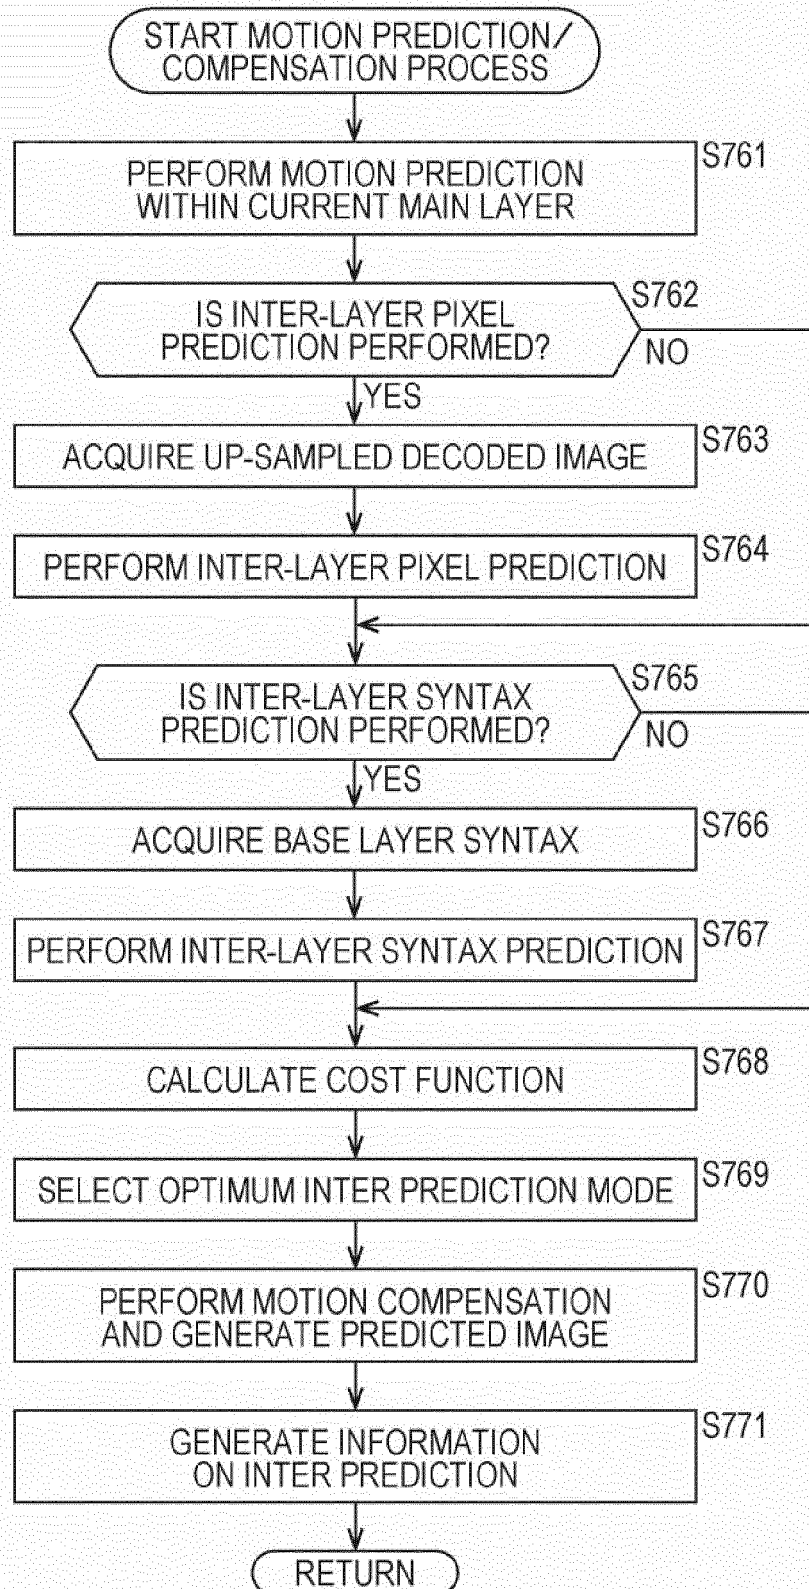 START MOTION PREDICTION/
COMPENSATION PROCESS
S761
PERFORM MOTION PREDICTION
WITHIN CURRENT MAIN LAYER
S762
IS INTER-LAYER PIXEL
PREDICTION PERFORMED?
NO
YES
S763
ACQUIRE UP-SAMPLED DECODED IMAGE
S764
PERFORM INTER-LAYER PIXEL PREDICTION
S765
IS INTER-LAYER SYNTAX
PREDICTION PERFORMED?
NO
YES
S766
ACQUIRE BASE LAYER SYNTAX
S767
PERFORM INTER-LAYER SYNTAX PREDICTION
S768
CALCULATE COST FUNCTION
S769
SELECT OPTIMUM INTER PREDICTION MODE
S770
PERFORM MOTION COMPENSATION
AND GENERATE PREDICTED IMAGE
S771
GENERATE INFORMATION
ON INTER PREDICTION
RETURN